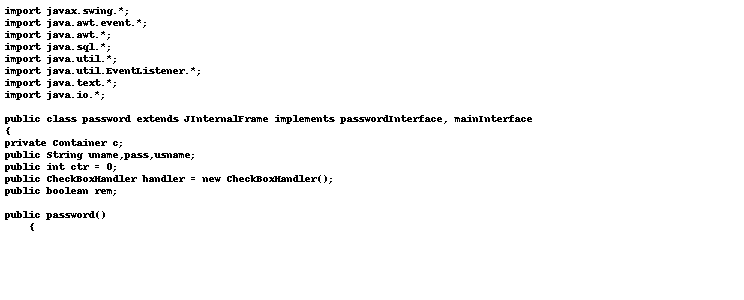 import javax.swing.*;
import java.awt.event.*;
import java.awt.*;
import java.sql.*;
import java.util.*;
import java.util.EventListener.*;
import java.text.*;
import java.io.*;
public class password extends JInternalFrame implements passwordInterface, mainInterface
{
private Container c;
public String uname,pass,usname;
public int ctr = 0;
public CheckBoxHandler handler = new CheckBoxHandler();
public boolean rem;
public password()
{